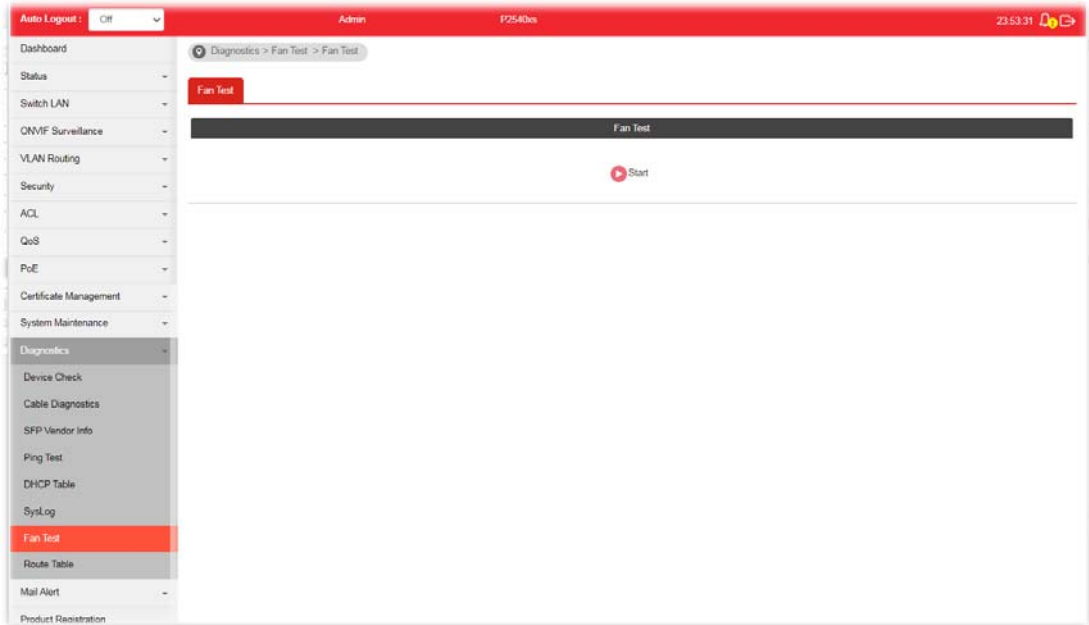 Auto Logout : Off Admin P2540xs 23:53:31
Dashboard
Diagnostics > Fan Test > Fan Test
Status
Fan Test
Switch LAN
ONVIF Surveillance
Fan Test
VLAN Routing
Start
Security
ACL
QoS
PoE
Certificate Management
System Maintenance
Diagnostics
Device Check
Cable Diagnostics
SFP Vendor Info
Ping Test
DHCP Table
SysLog
Fan Test
Route Table
Mail Alert
Product Registration